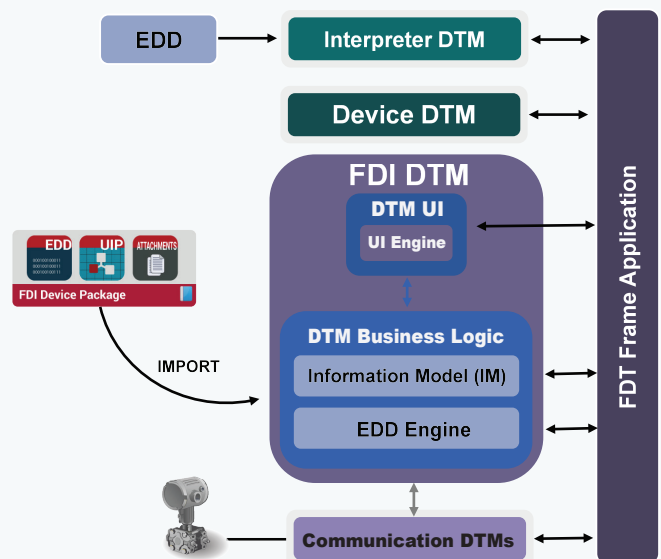 EDD
Interpreter DTM
Device DTM
FDI DTM
DTM UI
UI Engine
EDD
UIP
ATTACHMENTS
FDI Device Package
IMPORT
DTM Business Logic
Information Model (IM)
EDD Engine
Communication DTMs
FDT Frame Application